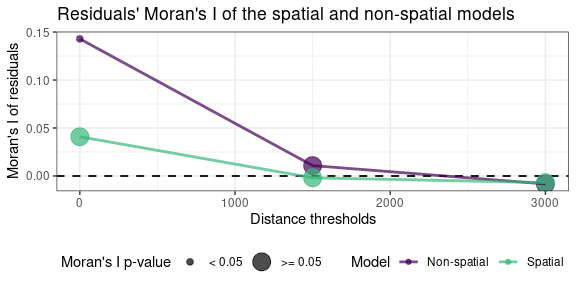 Residuals' Moran's I of the spatial and non-spatial models
Moran's I of residuals
0.15
0.10
0.05
0.00
0 1000 2000 3000
Distance thresholds
Moran's I p-value < 0.05 >= 0.05 Model Non-spatial Spatial